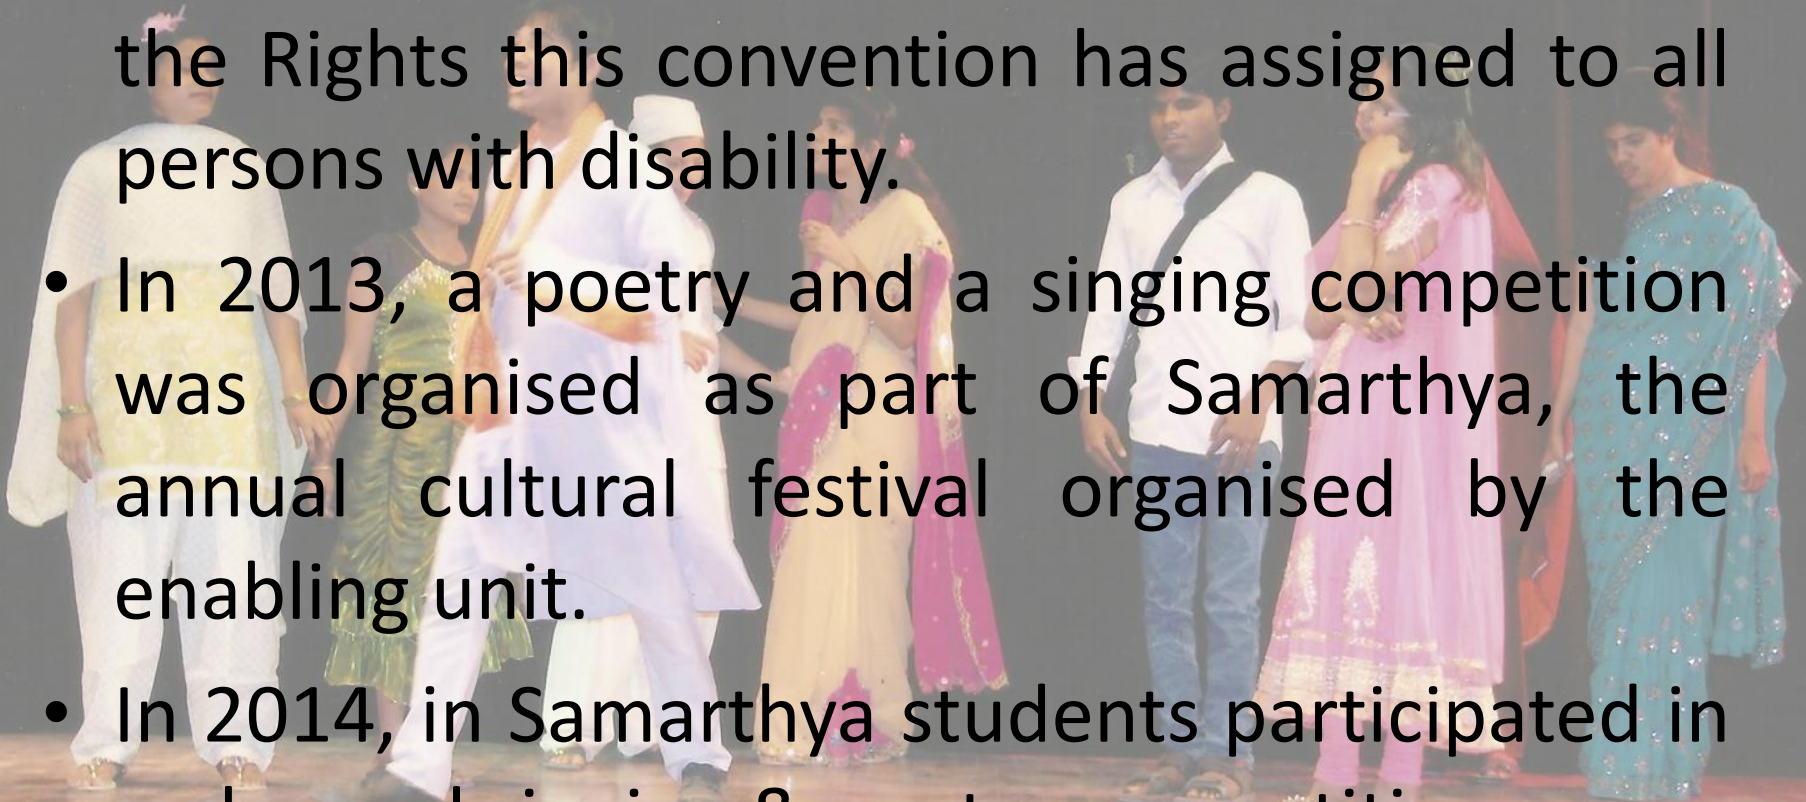 the Rights this convention has assigned to all
persons with disability.
• In 2013, a poetry and a singing competition
was organised as part of Samarthya, the
annual cultural festival organised by the
enabling unit.
• In 2014, in Samarthya students participated in